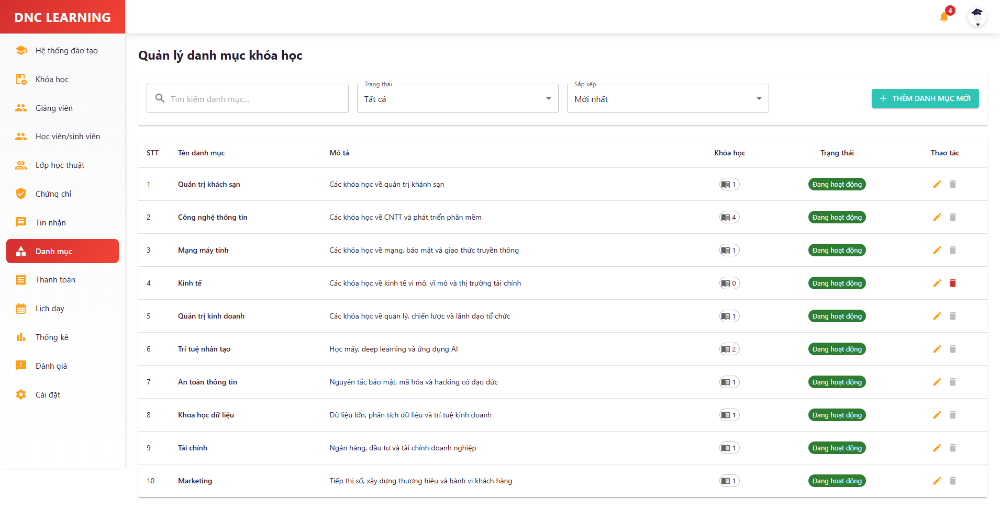 DNC LEARNING
4
Hệ thống đào tạo
Khóa học
Giảng viên
Học viên/sinh viên
Lớp học thuật
Chứng chỉ
Tin nhắn
Danh mục
Thanh toán
Lịch dạy
Thống kê
Đánh giá
Cài đặt
Quản lý danh mục khóa học
Tìm kiếm danh mục...
Trạng thái
Tất cả
Sắp xếp
Mới nhất
THÊM DANH MỤC MỚI
STT Tên danh mục Mô tả Khóa học Trạng thái Thao tác
1 Quản trị khách sạn Các khóa học về quản trị khánh sạn 1 Đang hoạt động
2 Công nghệ thông tin Các khóa học về CNTT và phát triển phần mềm 4 Đang hoạt động
3 Mạng máy tính Các khóa học về mạng, bảo mật và giao thức truyền thông 1 Đang hoạt động
4 Kinh tế Các khóa học về kinh tế vi mô, vĩ mô và thị trường tài chính 0 Đang hoạt động
5 Quản trị kinh doanh Các khóa học về quản lý, chiến lược và lãnh đạo tổ chức 1 Đang hoạt động
6 Trí tuệ nhân tạo Học máy, deep learning và ứng dụng AI 2 Đang hoạt động
7 An toàn thông tin Nguyên tắc bảo mật, mã hóa và hacking có đạo đức 1 Đang hoạt động
8 Khoa học dữ liệu Dữ liệu lớn, phân tích dữ liệu và trí tuệ kinh doanh 1 Đang hoạt động
9 Tài chính Ngân hàng, đầu tư và tài chính doanh nghiệp 1 Đang hoạt động
10 Marketing Tiếp thị số, xây dựng thương hiệu và hành vi khách hàng 1 Đang hoạt động